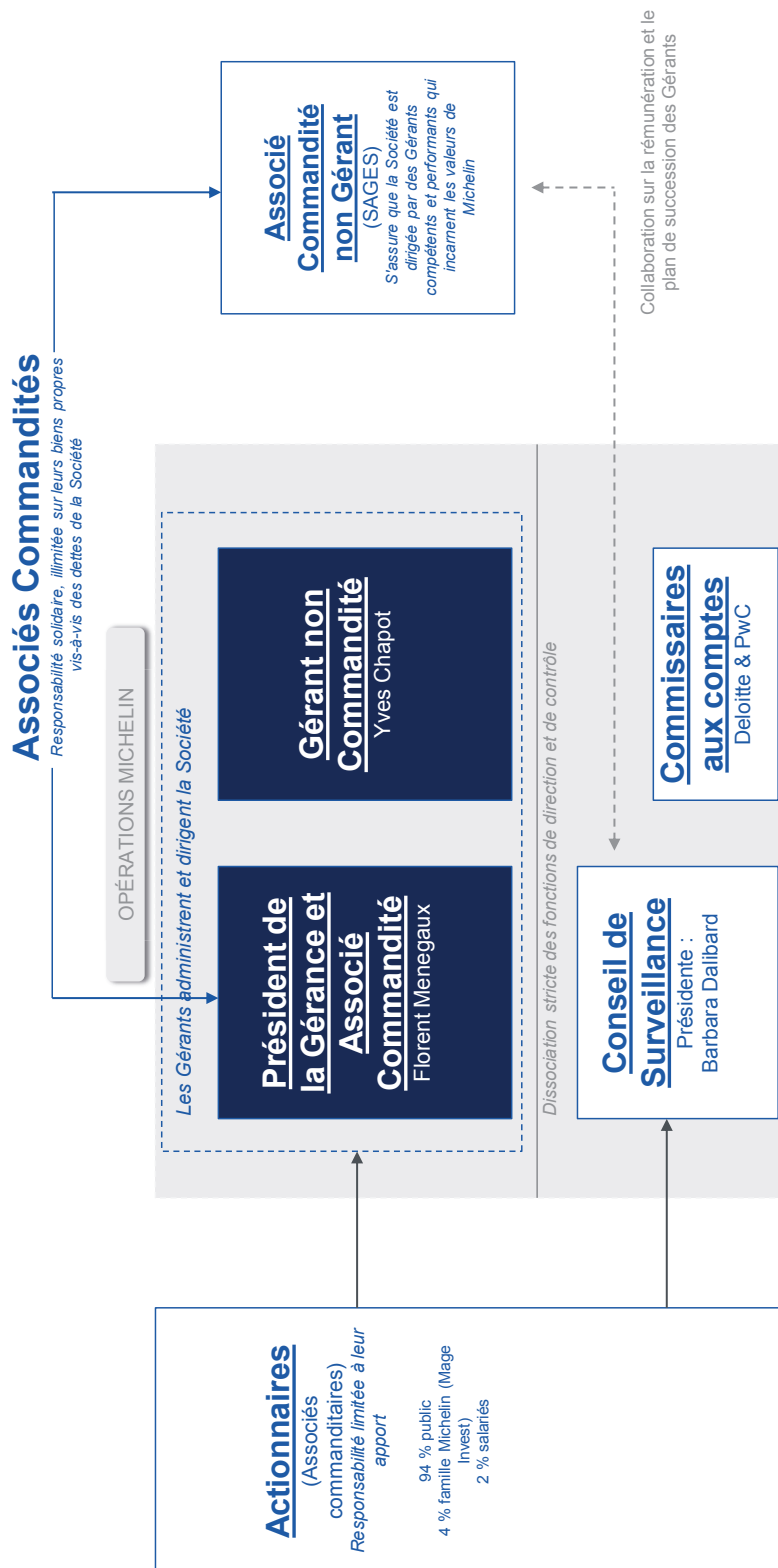 Associés Commandités
Responsabilité solidaire, illimitée sur leurs biens propres
vis-à-vis des dettes de la Société
OPÉRATIONS MICHELIN
Actionnaires
(Associés
commanditaires)
Responsabilité limitée à leur
apport
94 % public
4 % famille Michelin (Mage
Invest)
2 % salariés
Les Gérants administrent et dirigent la Société
Président de
la Gérance et
Associé
Commandité
Florent Menegaux
Gérant non
Commandité
Yves Chapot
Associé
Commandité
non Gérant
(SAGES)
S'assure que la Société est
dirigée par des Gérants
compétents et performants qui
incarnent les valeurs de
Michelin
Dissociation stricte des fonctions de direction et de contrôle
Conseil de
Surveillance
Présidente :
Barbara Dalibard
Commissaires
aux comptes
Deloitte & PwC
Collaboration sur la rémunération et le
plan de succession des Gérants